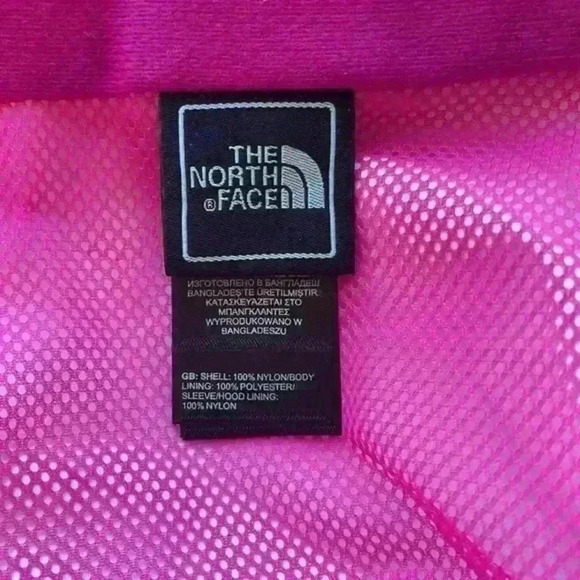 THE
NORTH
®FACE
ИЗГОТОВЛЕНО В БАНГЛАДЕШ
BANGLADEŞ'TE ÜRETİLMİŞTİR.
ΚΑΤΑΣΚΕΥΑΖΕΤΑΙ ΣΤΟ
ΜΠΑΝΓΚΛΑΝΤΕΣ
WYPRODUKOWANO W
BANGLADESZU
GB: SHELL: 100% NYLON/BODY
LINING: 100% POLYESTER/
SLEEVE/HOOD LINING:
100% NYLON